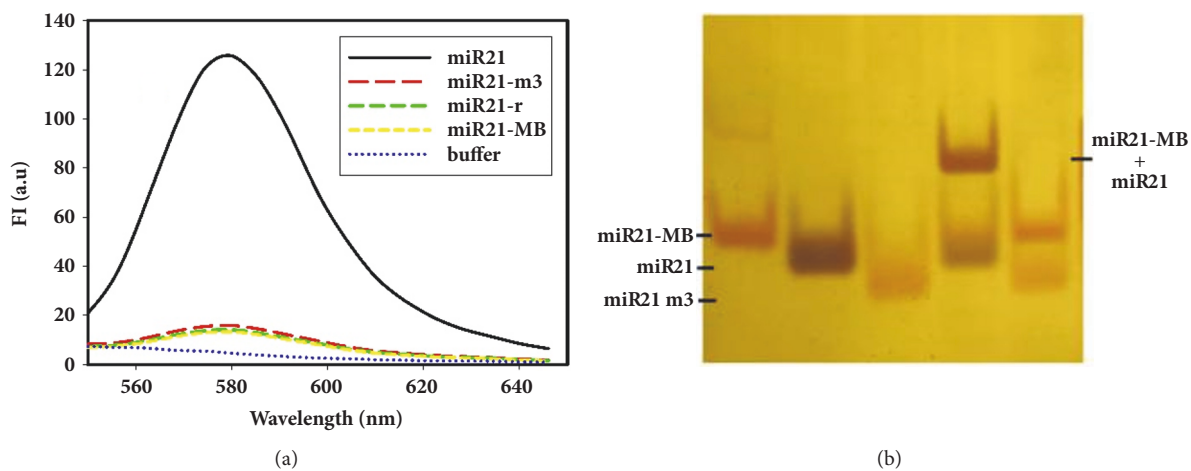 140
120
100
80
60
40
20
0
FI (a.u)
560
580
600
620
640
Wavelength (nm)
miR21
miR21-m3
miR21-r
miR21-MB
buffer
(a)
miR21-MB
miR21
miR21 m3
miR21-MB
+
miR21
(b)